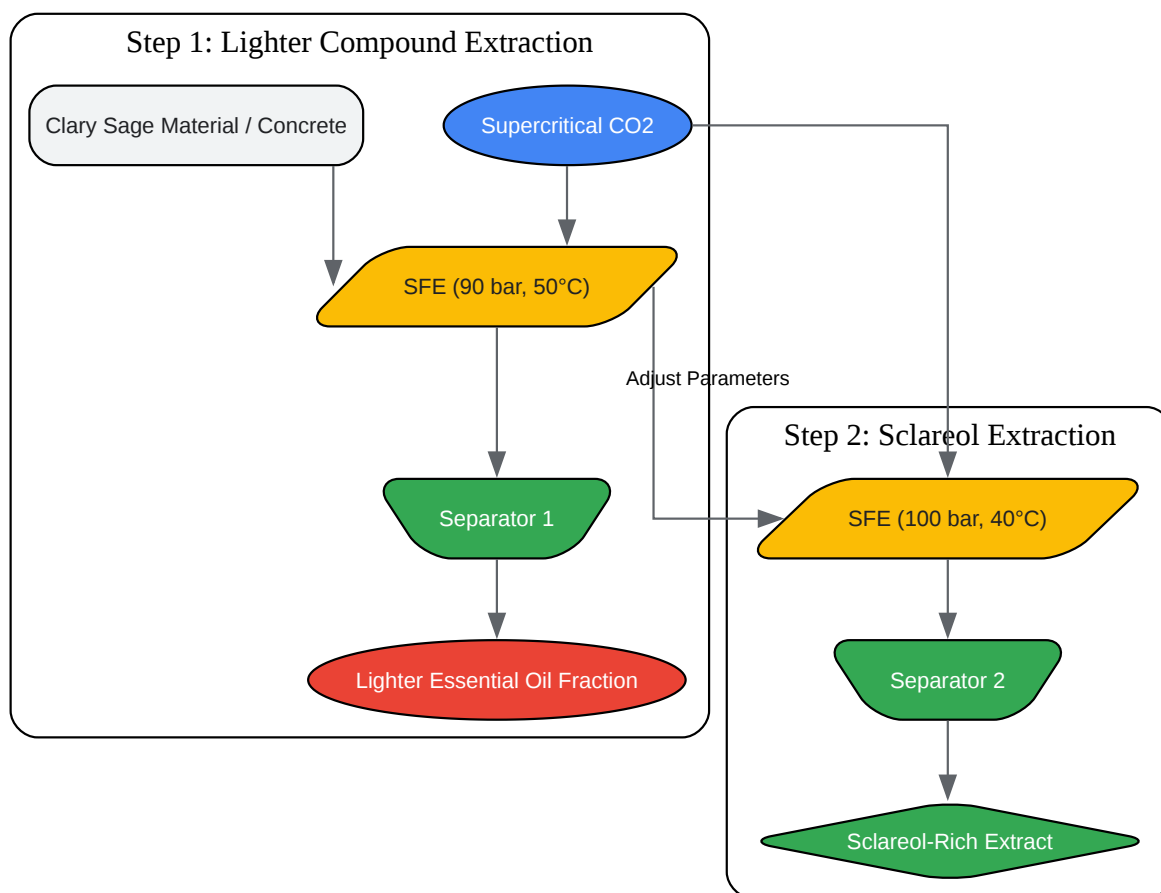 Step 1: Lighter Compound Extraction
Clary Sage Material / Concrete
Supercritical CO2
SFE (90 bar, 50°C)
Adjust Parameters
Step 2: Sclareol Extraction
Separator 1
SFE (100 bar, 40°C)
Lighter Essential Oil Fraction
Separator 2
Sclareol-Rich Extract